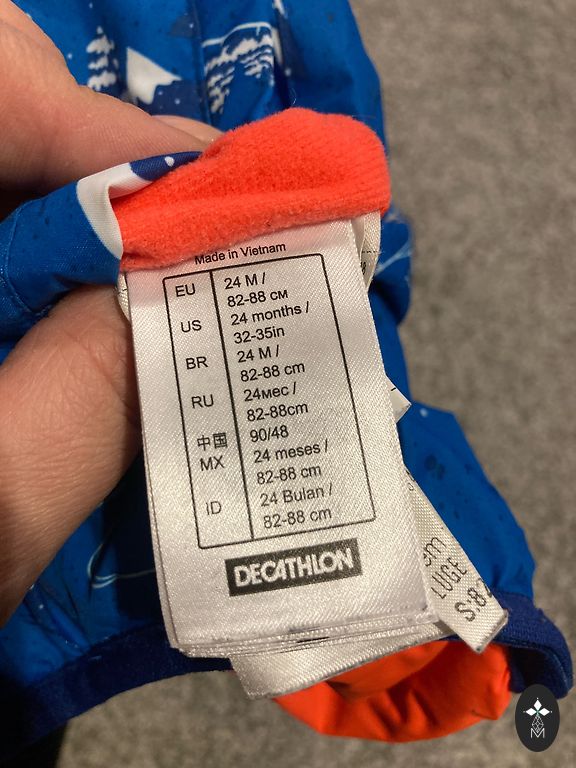 Made in Vietnam
EU 24 M /
82-88 см
US 24 months /
32-35in
BR 24 M /
82-88 cm
RU 24мес /
82-88cm
中国 90/48
MX 24 meses /
82-88 cm
ID 24 Bulan /
82-88 cm
DECATHLON
LUGE
M